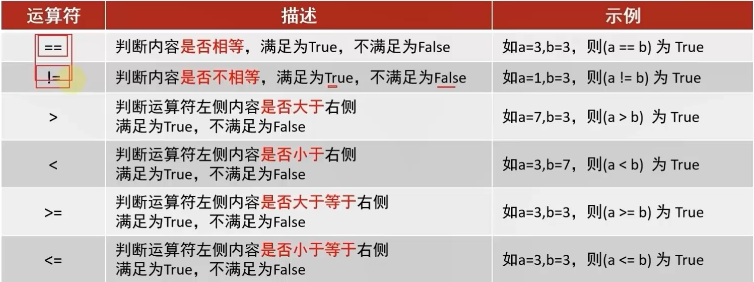 运算符 描述 示例
== 判断内容是否相等，满足为True，不满足为False 如a=3,b=3，则(a == b) 为 True
!= 判断内容是否不相等，满足为True，不满足为False 如a=1,b=3，则(a != b) 为 True
> 判断运算符左侧内容是否大于右侧 如a=7,b=3，则(a > b) 为 True
满足为True，不满足为False
< 判断运算符左侧内容是否小于右侧 如a=3,b=7，则(a < b) 为 True
满足为True，不满足为False
>= 判断运算符左侧内容是否大于等于右侧 如a=3,b=3，则(a >= b) 为 True
满足为True，不满足为False
<= 判断运算符左侧内容是否小于等于右侧 如a=3,b=3，则(a <= b) 为 True
满足为True，不满足为False